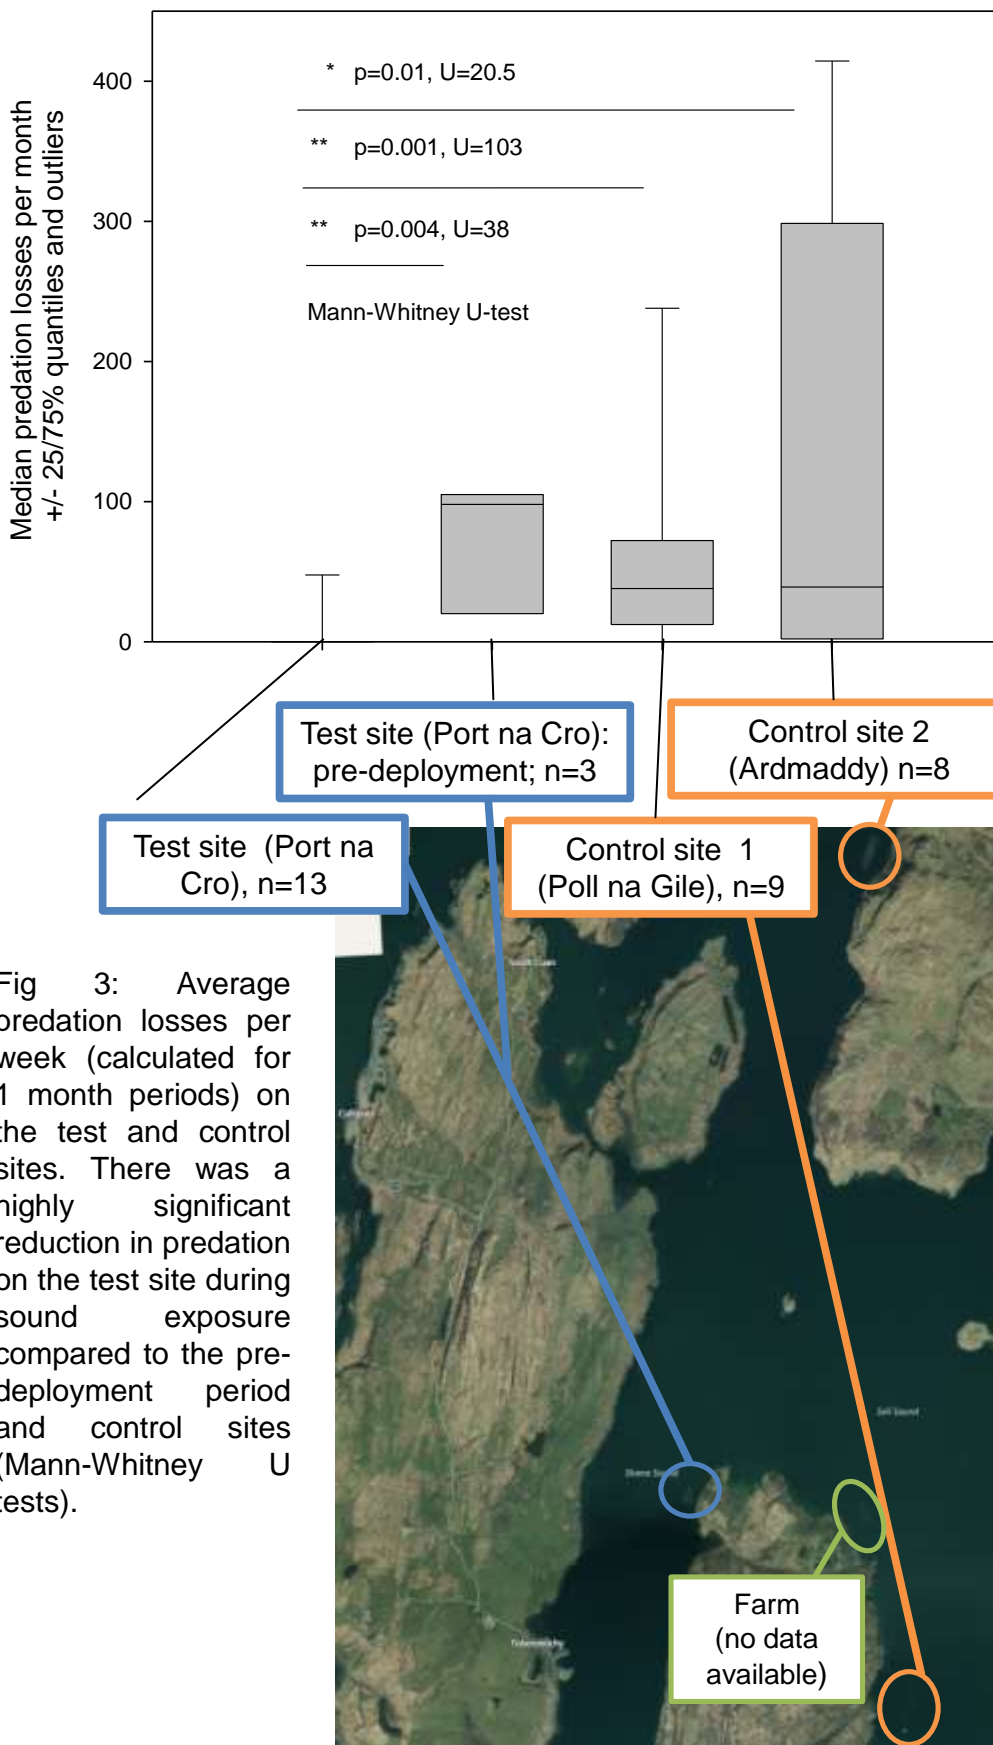 Median predation losses per month
+/- 25/75% quantiles and outliers
400
300
200
100
0
* p=0.01, U=20.5
** p=0.001, U=103
** p=0.004, U=38
Mann-Whitney U-test
Test site (Port na Cro):
pre-deployment; n=3
Control site 2
(Ardmaddy) n=8
Test site (Port na
Cro), n=13
Control site 1
(Poll na Gile), n=9
Fig 3: Average
predation losses per
week (calculated for
1 month periods) on
the test and control
sites. There was a
highly significant
reduction in predation
on the test site during
sound exposure
compared to the pre-
deployment period
and control sites
(Mann-Whitney U
tests).
Farm
(no data
available)